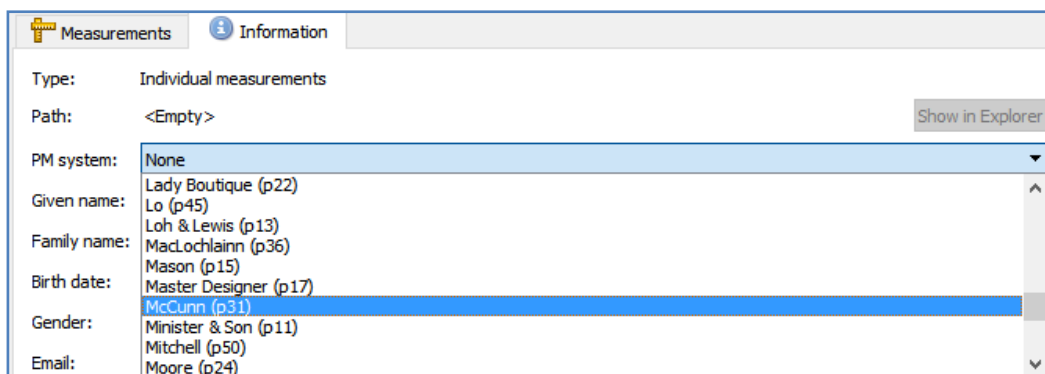 Measurements Information
Type: Individual measurements
Path: <Empty> Show in Explorer
PM system: None
Lady Boutique (p22)
Given name: Lo (p45)
Loh & Lewis (p13)
Family name: MacLochlainn (p36)
Mason (p15)
Birth date: Master Designer (p17)
McCunn (p31)
Gender: Minister & Son (p11)
Mitchell (p50)
Email: Moore (p24)